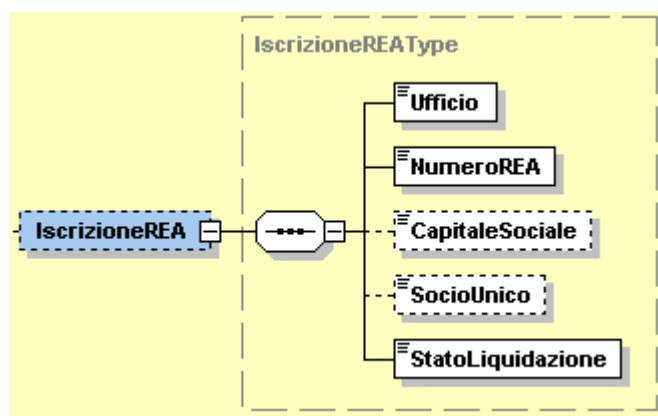 IscrizioneREAType
Ufficio
NumeroREA
IscrizioneREA
CapitaleSociale
SocioUnico
StatoLiquidazione